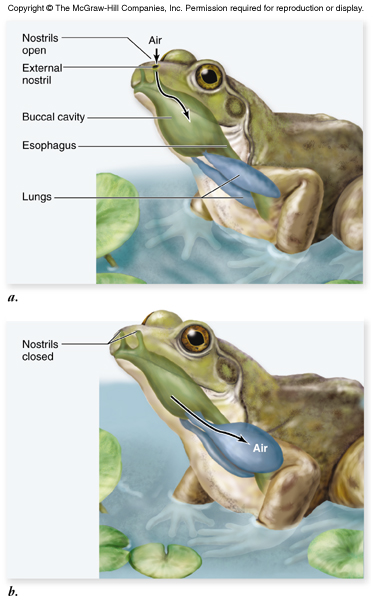 Copyright © The McGraw-Hill Companies, Inc. Permission required for reproduction or display.
Nostrils
open
Air
External
nostril
Buccal cavity
Esophagus
Lungs
a.
Nostrils
closed
Air
b.